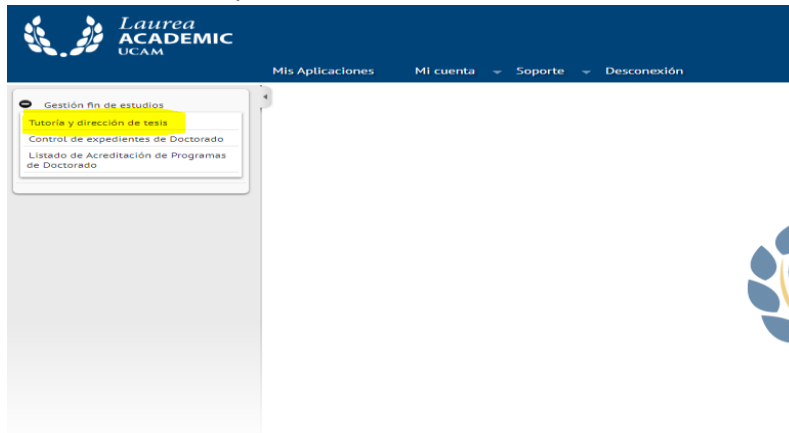 Laurea
ACADEMIC
UCAM
Mis Aplicaciones Mi cuenta Soporte Desconexión
Gestión fin de estudios
Tutoría y dirección de tesis
Control de expedientes de Doctorado
Listado de Acreditación de Programas
de Doctorado